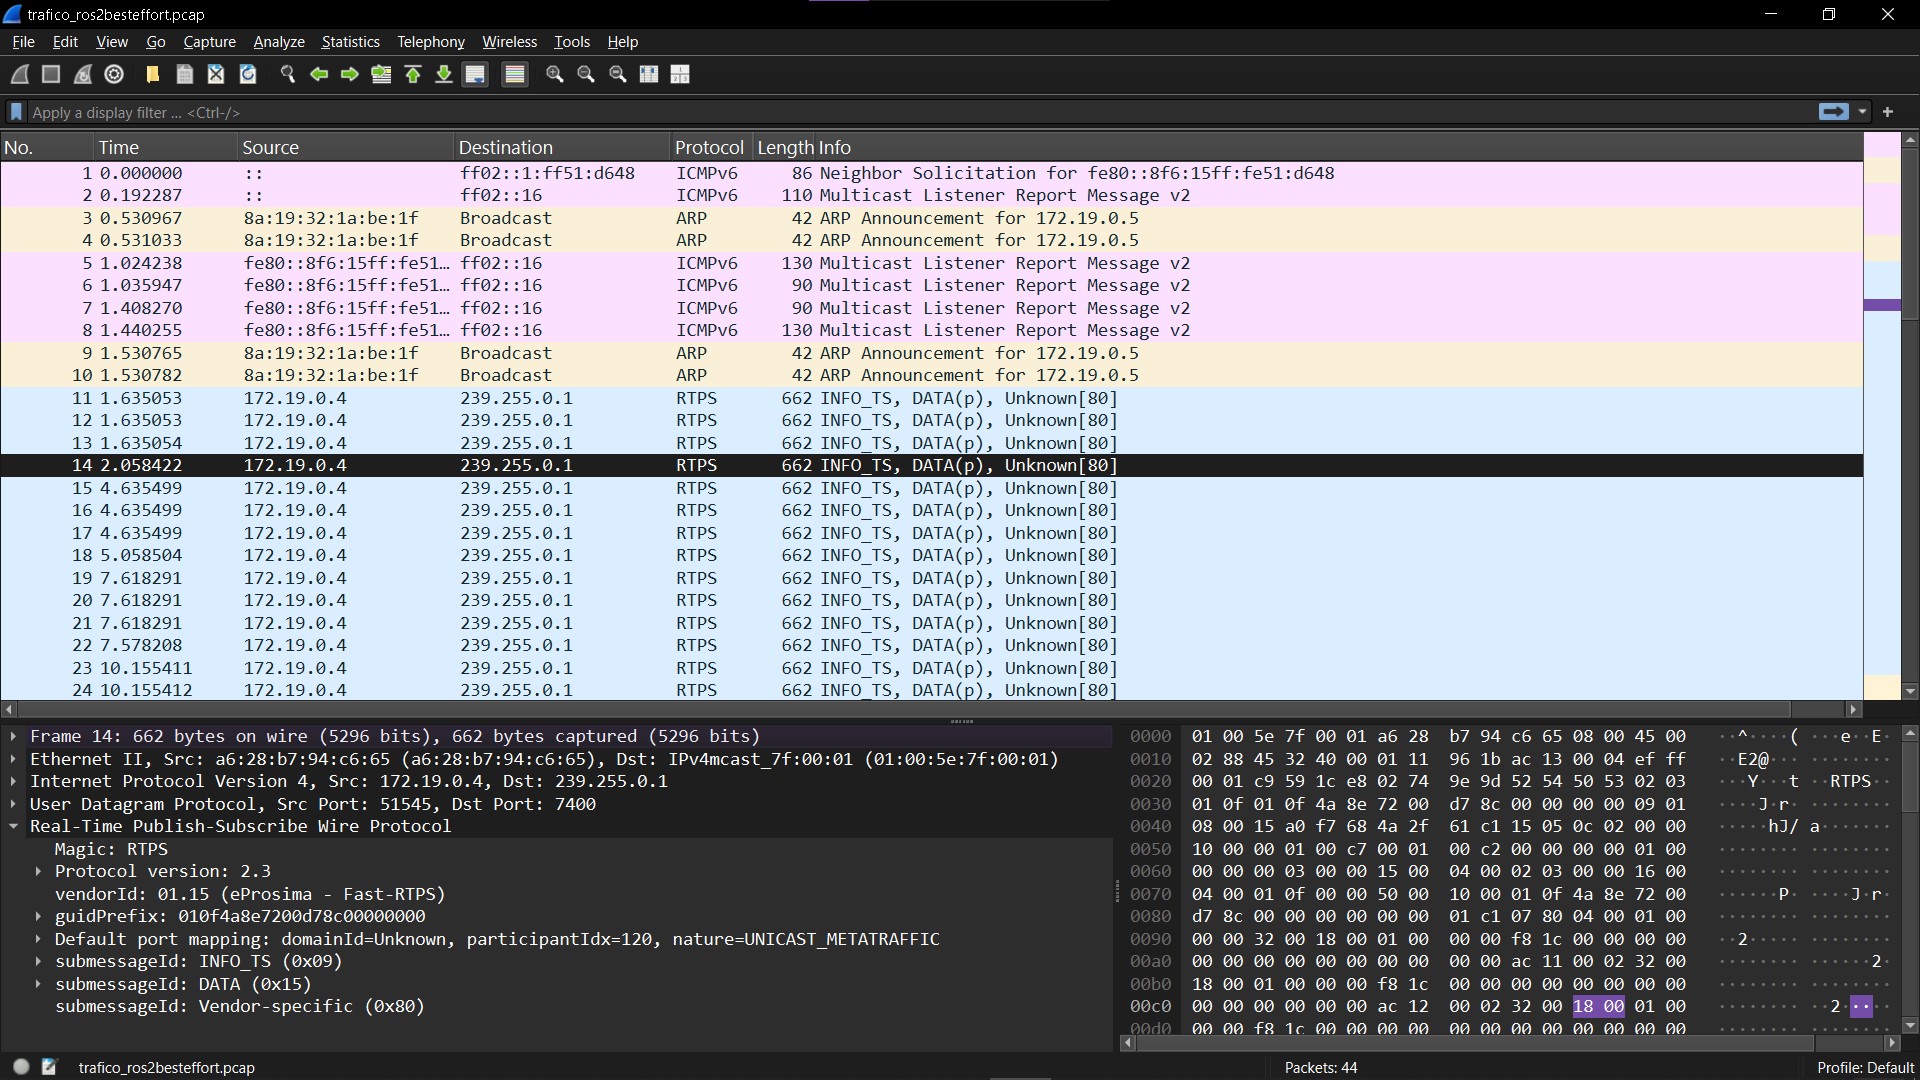 trafico_ros2besteffort.pcap
File Edit View Go Capture Analyze Statistics Telephony Wireless Tools Help
Apply a display filter ... <Ctrl-/>
No. Time Source Destination Protocol Length Info
1 0.000000 :: ff02::1:ff51:d648 ICMPv6 86 Neighbor Solicitation for fe80::8f6:15ff:fe51:d648
2 0.192287 :: ff02::16 ICMPv6 110 Multicast Listener Report Message v2
3 0.530967 8a:19:32:1a:be:1f Broadcast ARP 42 ARP Announcement for 172.19.0.5
4 0.531033 8a:19:32:1a:be:1f Broadcast ARP 42 ARP Announcement for 172.19.0.5
5 1.024238 fe80::8f6:15ff:fe51… ff02::16 ICMPv6 130 Multicast Listener Report Message v2
6 1.035947 fe80::8f6:15ff:fe51… ff02::16 ICMPv6 90 Multicast Listener Report Message v2
7 1.408270 fe80::8f6:15ff:fe51… ff02::16 ICMPv6 90 Multicast Listener Report Message v2
8 1.440255 fe80::8f6:15ff:fe51… ff02::16 ICMPv6 130 Multicast Listener Report Message v2
9 1.530765 8a:19:32:1a:be:1f Broadcast ARP 42 ARP Announcement for 172.19.0.5
10 1.530782 8a:19:32:1a:be:1f Broadcast ARP 42 ARP Announcement for 172.19.0.5
11 1.635053 172.19.0.4 239.255.0.1 RTPS 662 INFO_TS, DATA(p), Unknown[80]
12 1.635053 172.19.0.4 239.255.0.1 RTPS 662 INFO_TS, DATA(p), Unknown[80]
13 1.635054 172.19.0.4 239.255.0.1 RTPS 662 INFO_TS, DATA(p), Unknown[80]
14 2.058422 172.19.0.4 239.255.0.1 RTPS 662 INFO_TS, DATA(p), Unknown[80]
15 4.635499 172.19.0.4 239.255.0.1 RTPS 662 INFO_TS, DATA(p), Unknown[80]
16 4.635499 172.19.0.4 239.255.0.1 RTPS 662 INFO_TS, DATA(p), Unknown[80]
17 4.635499 172.19.0.4 239.255.0.1 RTPS 662 INFO_TS, DATA(p), Unknown[80]
18 5.058504 172.19.0.4 239.255.0.1 RTPS 662 INFO_TS, DATA(p), Unknown[80]
19 7.618291 172.19.0.4 239.255.0.1 RTPS 662 INFO_TS, DATA(p), Unknown[80]
20 7.618291 172.19.0.4 239.255.0.1 RTPS 662 INFO_TS, DATA(p), Unknown[80]
21 7.618291 172.19.0.4 239.255.0.1 RTPS 662 INFO_TS, DATA(p), Unknown[80]
22 7.578208 172.19.0.4 239.255.0.1 RTPS 662 INFO_TS, DATA(p), Unknown[80]
23 10.155411 172.19.0.4 239.255.0.1 RTPS 662 INFO_TS, DATA(p), Unknown[80]
24 10.155412 172.19.0.4 239.255.0.1 RTPS 662 INFO_TS, DATA(p), Unknown[80]
Frame 14: 662 bytes on wire (5296 bits), 662 bytes captured (5296 bits)
Ethernet II, Src: a6:28:b7:94:c6:65 (a6:28:b7:94:c6:65), Dst: IPv4mcast_7f:00:01 (01:00:5e:7f:00:01)
Internet Protocol Version 4, Src: 172.19.0.4, Dst: 239.255.0.1
User Datagram Protocol, Src Port: 51545, Dst Port: 7400
Real-Time Publish-Subscribe Wire Protocol
Magic: RTPS
Protocol version: 2.3
vendorId: 01.15 (eProsima - Fast-RTPS)
guidPrefix: 010f4a8e7200d78c00000000
Default port mapping: domainId=Unknown, participantIdx=120, nature=UNICAST_METATRAFFIC
submessageId: INFO_TS (0x09)
submessageId: DATA (0x15)
submessageId: Vendor-specific (0x80)
0000 01 00 5e 7f 00 01 a6 28 b7 94 c6 65 08 00 45 00 ··^····( ···e··E·
0010 02 88 45 32 40 00 01 11 96 1b ac 13 00 04 ef ff ··E2@··· ········
0020 00 01 c9 59 1c e8 02 74 9e 9d 52 54 50 53 02 03 ···Y···t ··RTPS··
0030 01 0f 01 0f 4a 8e 72 00 d7 8c 00 00 00 00 09 01 ····J·r· ········
0040 08 00 15 a0 f7 68 4a 2f 61 c1 15 05 0c 02 00 00 ·····hJ/ a·······
0050 10 00 00 01 00 c7 00 01 00 c2 00 00 00 00 01 00 ········ ········
0060 00 00 00 03 00 00 15 00 04 00 02 03 00 00 16 00 ········ ········
0070 04 00 01 0f 00 00 50 00 10 00 01 0f 4a 8e 72 00 ······P· ····J·r·
0080 d7 8c 00 00 00 00 00 00 01 c1 07 80 04 00 01 00 ········ ········
0090 00 00 32 00 18 00 01 00 00 00 f8 1c 00 00 00 00 ··2····· ········
00a0 00 00 00 00 00 00 00 00 00 00 ac 11 00 02 32 00 ········ ······2·
00b0 18 00 01 00 00 00 f8 1c 00 00 00 00 00 00 00 00 ········ ········
00c0 00 00 00 00 00 00 ac 12 00 02 32 00 18 00 01 00 ········ ··2·····
00d0 00 00 f8 1c 00 00 00 00 00 00 00 00 00 00 00 00 ········ ········
trafico_ros2besteffort.pcap Packets: 44 Profile: Default